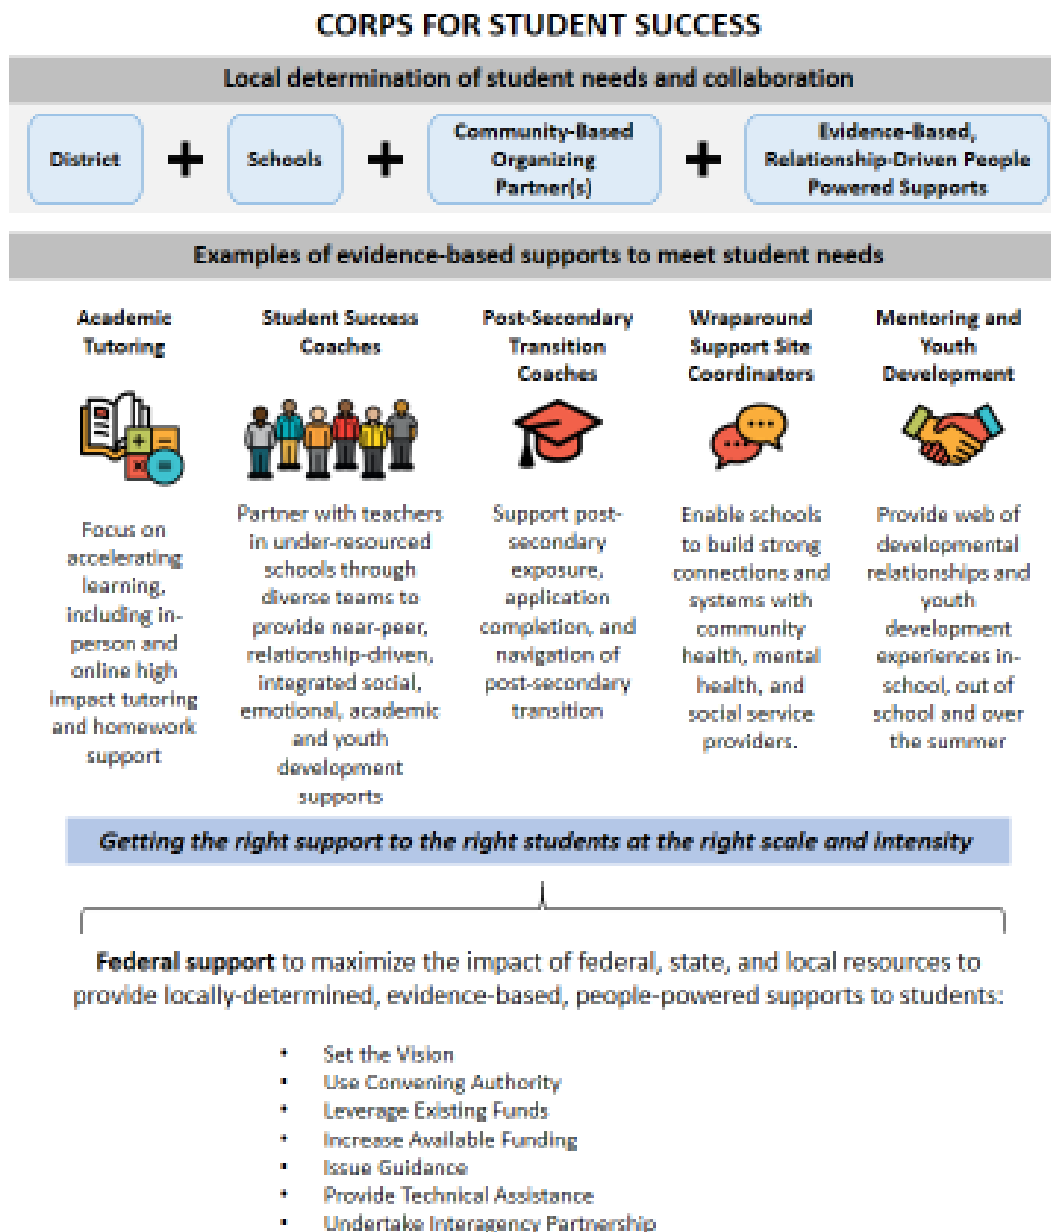 CORPS FOR STUDENT SUCCESS
Local determination of student needs and collaboration
District
+
Schools
+
Community-Based
Organizing
Partner(s)
+
Evidence-Based,
Relationship-Driven People
Powered Supports
Examples of evidence-based supports to meet student needs
Academic
Tutoring
Focus on
accelerating
learning,
including in-
person and
online high
impact tutoring
and homework
support
Student Success
Coaches
Partner with teachers
in under-resourced
schools through
diverse teams to
provide near-peer,
relationship-driven,
integrated social,
emotional, academic
and youth
development
supports
Post-Secondary
Transition
Coaches
Support post-
secondary
exposure,
application
completion, and
navigation of
post-secondary
transition
Wraparound
Support Site
Coordinators
Enable schools
to build strong
connections and
systems with
community
health, mental
health, and
social service
providers.
Mentoring and
Youth
Development
Provide web of
developmental
relationships and
youth
development
experiences in-
school, out of
school and over
the summer
Getting the right support to the right students at the right scale and intensity
Federal support to maximize the impact of federal, state, and local resources to
provide locally-determined, evidence-based, people-powered supports to students:
• Set the Vision
• Use Convening Authority
• Leverage Existing Funds
• Increase Available Funding
• Issue Guidance
• Provide Technical Assistance
• Undertake Interagency Partnership